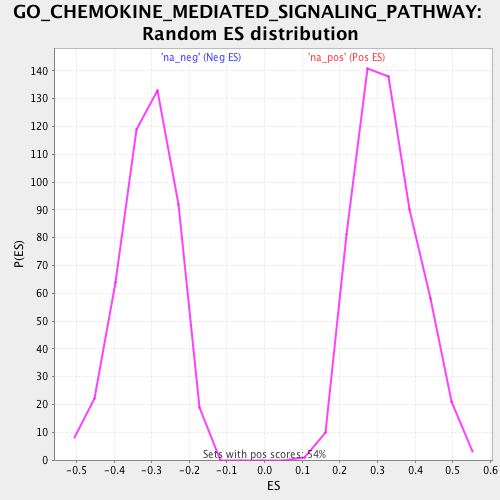 GO_CHEMOKINE_MEDIATED_SIGNALING_PATHWAY:
Random ES distribution
'na_neg' (Neg ES) 'na_pos' (Pos ES)
140
130
120
110
100
90
80
70
60
50
40
30
20
10
0
P(ES)
Sets with pos scores: 54%
-0.5 -0.4 -0.3 -0.2 -0.1 0.0 0.1 0.2 0.3 0.4 0.5 0.6
ES